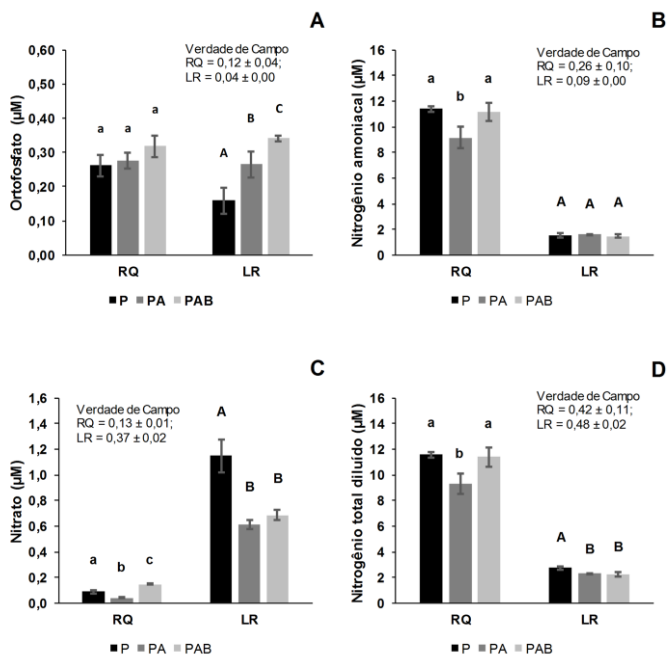 A
Ortofosfato (µM)
0,60
0,50
0,40
0,30
0,20
0,10
0,00
Verdade de Campo
RQ = 0,12 ± 0,04;
LR = 0,04 ± 0,00
a a a
A B C
RQ LR
P PA PAB
B
Nitrogênio amoniacal (µM)
16
14
12
10
8
6
4
2
0
Verdade de Campo
RQ = 0,26 ± 0,10;
LR = 0,09 ± 0,00
a b a
A A A
RQ LR
P PA PAB
C
Nitrato (µM)
1,6
1,4
1,2
1,0
0,8
0,6
0,4
0,2
0,0
Verdade de Campo
RQ = 0,13 ± 0,01;
LR = 0,37 ± 0,02
a b c
A B B
RQ LR
P PA PAB
D
Nitrogênio total diluído (µM)
16
14
12
10
8
6
4
2
0
Verdade de Campo
RQ = 0,42 ± 0,11;
LR = 0,48 ± 0,02
a b a
A B B
RQ LR
P PA PAB